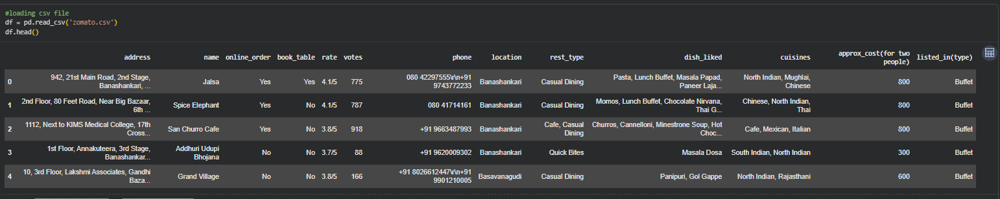 #loading csv file
df = pd.read_csv('zomato.csv')
df.head()
address name online_order book_table rate votes phone location rest_type dish_liked cuisines approx_cost(for two people) listed_in(type)
0 942, 21st Main Road, 2nd Stage, Banashankari, ... Jalsa Yes Yes 4.1/5 775 080 42297555\r\n+91 9743772233 Banashankari Casual Dining Pasta, Lunch Buffet, Masala Papad, Paneer Laja... North Indian, Mughlai, Chinese 800 Buffet
1 2nd Floor, 80 Feet Road, Near Big Bazaar, 6th ... Spice Elephant Yes No 4.1/5 787 080 41714161 Banashankari Casual Dining Momos, Lunch Buffet, Chocolate Nirvana, Thai G... Chinese, North Indian, Thai 800 Buffet
2 1112, Next to KIMS Medical College, 17th Cross... San Churro Cafe Yes No 3.8/5 918 +91 9663487993 Banashankari Cafe, Casual Dining Churros, Cannelloni, Minestrone Soup, Hot Choc... Cafe, Mexican, Italian 800 Buffet
3 1st Floor, Annakuteera, 3rd Stage, Banashankar... Addhuri Udupi Bhojana No No 3.7/5 88 +91 9620009302 Banashankari Quick Bites Masala Dosa South Indian, North Indian 300 Buffet
4 10, 3rd Floor, Lakshmi Associates, Gandhi Baza... Grand Village No No 3.8/5 166 +91 8026612447\r\n+91 9901210005 Basavanagudi Casual Dining Panipuri, Gol Gappe North Indian, Rajasthani 600 Buffet